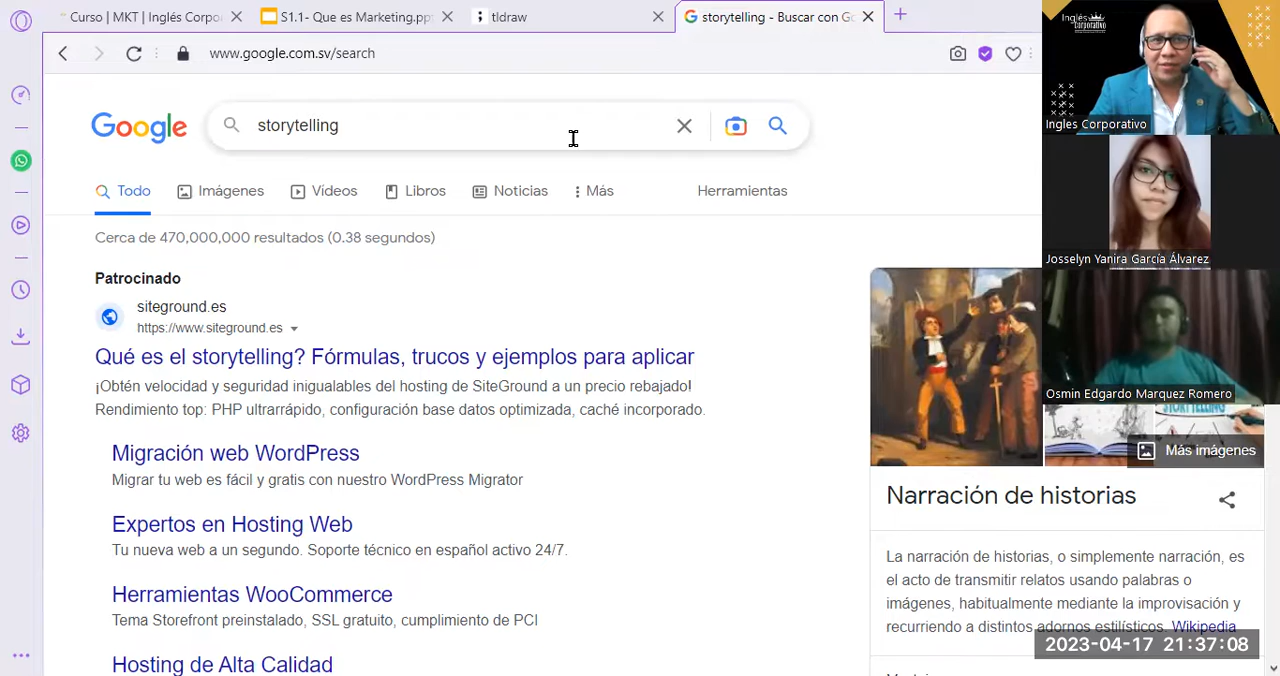 Curso | MKT | Inglés Corpo
S1.1- Que es Marketing.pp
tldraw
storytelling - Buscar con Go
www.google.com.sv/search
Google
storytelling
Todo
Imágenes
Videos
Libros
Noticias
Más
Herramientas
Cerca de 470,000,000 resultados (0.38 segundos)
Patrocinado
siteground.es
https://www.siteground.es
Qué es el storytelling? Fórmulas, trucos y ejemplos para aplicar
¡Obtén velocidad y seguridad inigualables del hosting de SiteGround a un precio rebajado!
Rendimiento top: PHP ultrarrápido, configuración base datos optimizada, caché incorporado.
Migración web WordPress
Migrar tu web es fácil y gratis con nuestro WordPress Migrator
Expertos en Hosting Web
Tu nueva web a un segundo. Soporte técnico en español activo 24/7.
Herramientas WooCommerce
Tema Storefront preinstalado, SSL gratuito, cumplimiento de PCI
Hosting de Alta Calidad
Inglés
Corporativo
Ingles Corporativo
Josselyn Yanira García Álvarez
Osmin Edgardo Marquez Romero
Más imágenes
Narración de historias
La narración de historias, o simplemente narración, es
el acto de transmitir relatos usando palabras o
imágenes, habitualmente mediante la improvisación y
recurriendo a distintos adornos estilísticos. Wikipedia
2023-04-17 21:37:08